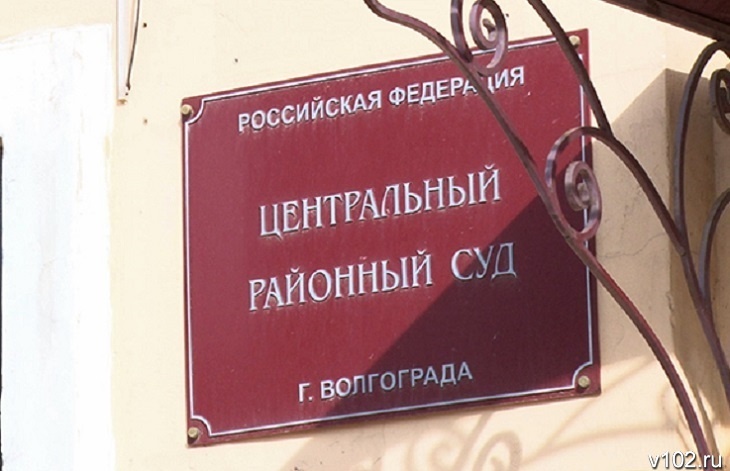 РОССИЙСКАЯ ФЕДЕРАЦИЯ
ЦЕНТРАЛЬНЫЙ
РАЙОННЫЙ СУД
Г. ВОЛГОГРАДА
v102.ru